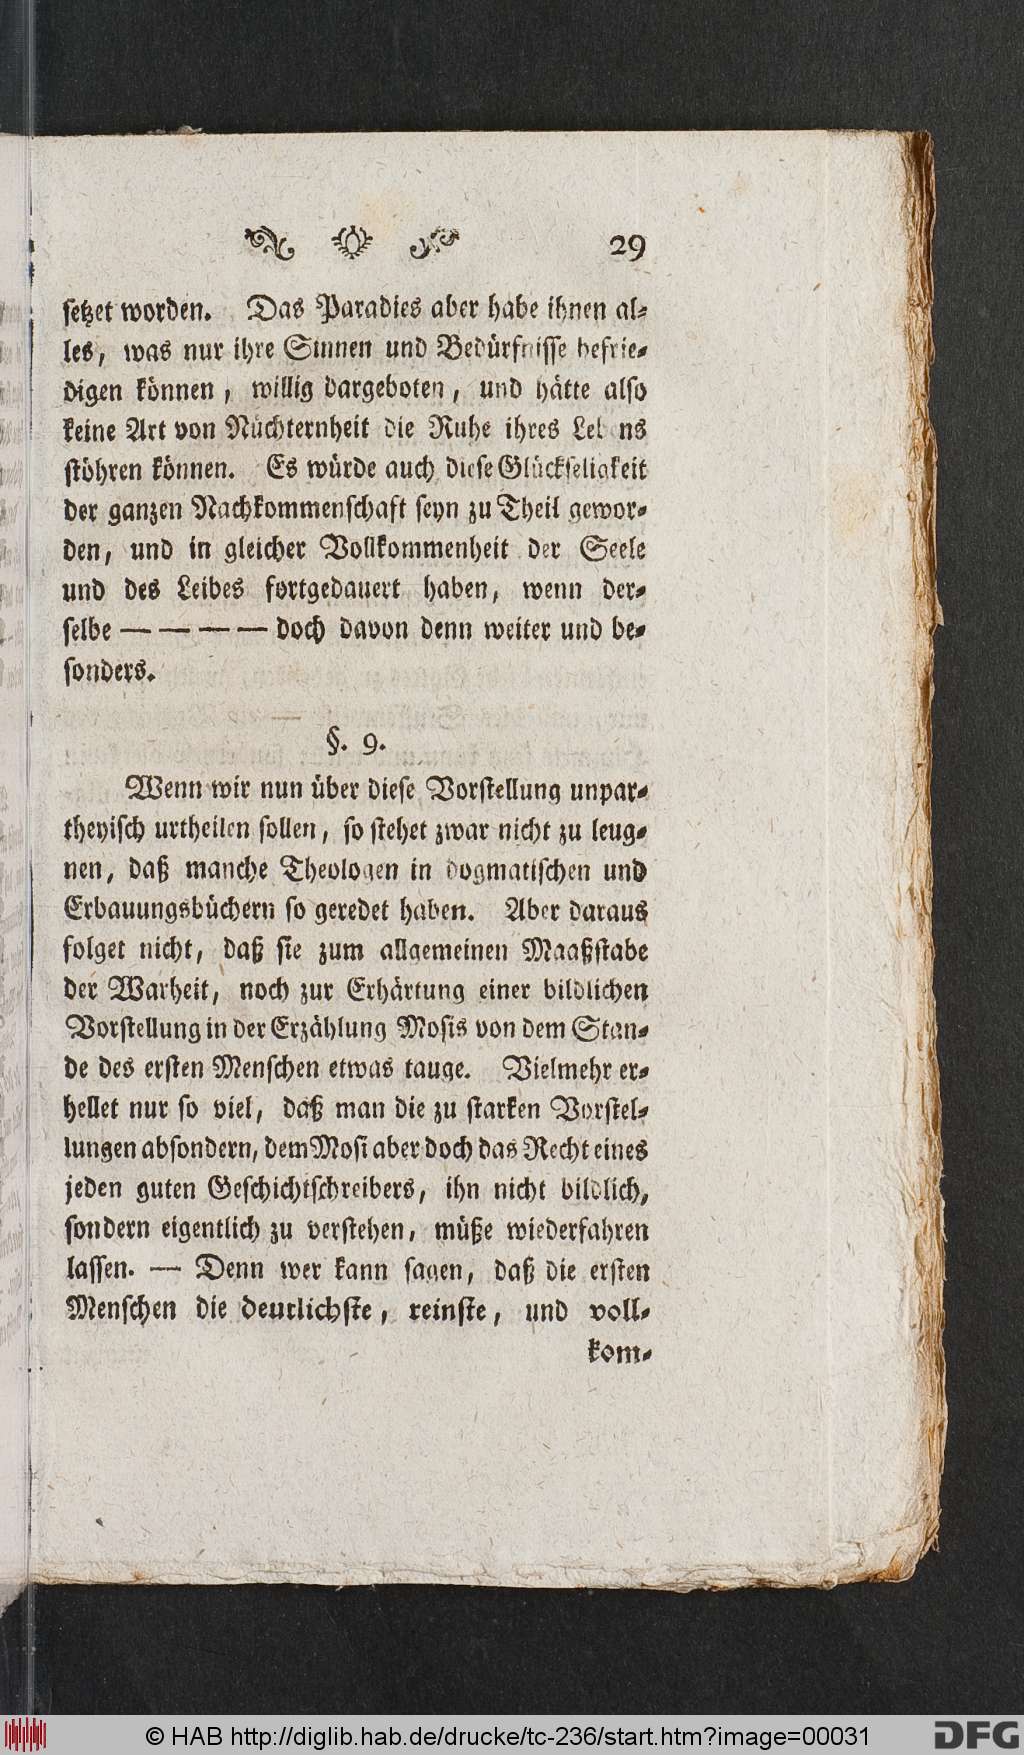 29
setzet worden. Das Paradies aber habe ihnen al-
les, was nur ihre Sinnen und Bedürfnisse befrie-
digen können, willig dargeboten, und hätte also
keine Art von Nüchternheit die Ruhe ihres Lebens
stöhren können. Es würde auch diese Glückseligkeit
der ganzen Nachkommenschaft seyn zu Theil gewor-
den, und in gleicher Vollkommenheit der Seele
und des Leibes fortgedauert haben, wenn der-
selbe — — — — doch davon denn weiter und be-
sonders.
§. 9.
Wenn wir nun über diese Vorstellung unpar-
theyisch urtheilen sollen, so stehet zwar nicht zu leug-
nen, daß manche Theologen in dogmatischen und
Erbauungsbüchern so geredet haben. Aber daraus
folget nicht, daß sie zum allgemeinen Maaßstabe
der Warheit, noch zur Erhärtung einer bildlichen
Vorstellung in der Erzählung Mosis von dem Stan-
de des ersten Menschen etwas tauge. Vielmehr er-
hellet nur so viel, daß man die zu starken Vorstel-
lungen absondern, dem Mosi aber doch das Recht eines
jeden guten Geschichtschreibers, ihn nicht bildlich,
sondern eigentlich zu verstehen, müße wiederfahren
lassen. — Denn wer kann sagen, daß die ersten
Menschen die deutlichste, reinste, und voll-
kom-
© HAB http://diglib.hab.de/drucke/tc-236/start.htm?image=00031
DFG